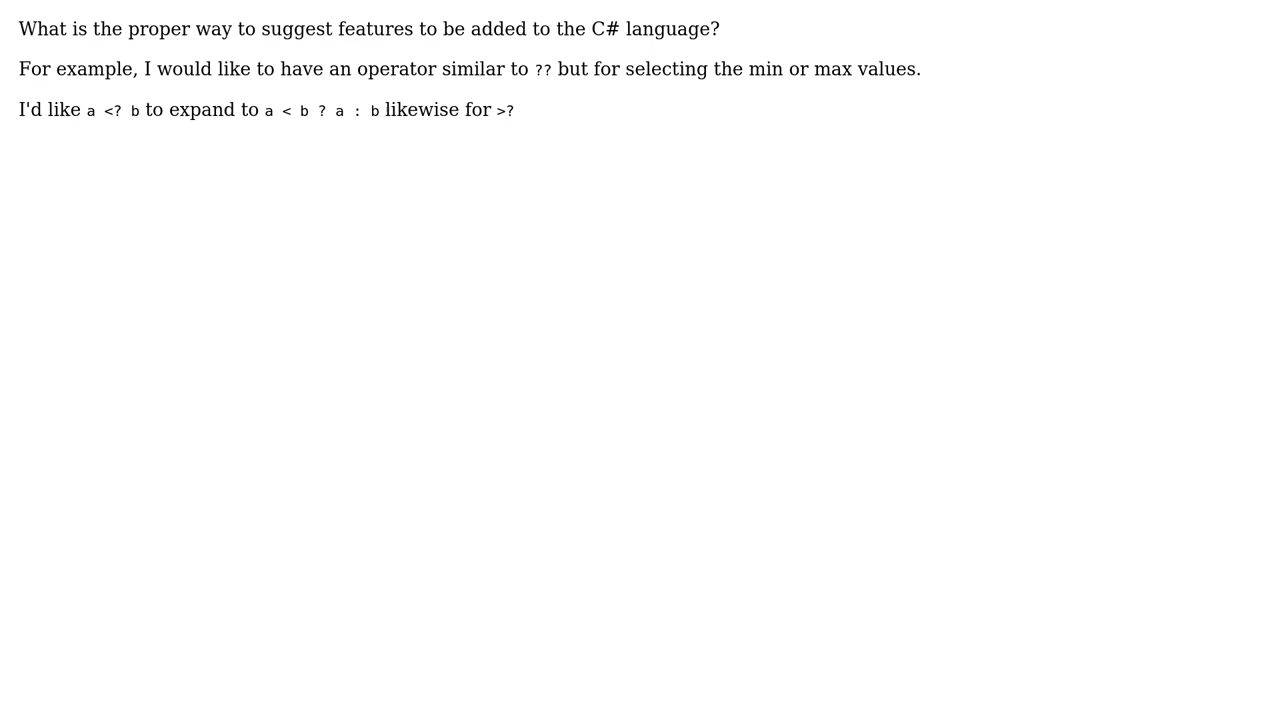 What is the proper way to suggest features to be added to the C# language?
For example, I would like to have an operator similar to ?? but for selecting the min or max values.
I'd like a <? b to expand to a < b ? a : b likewise for >?